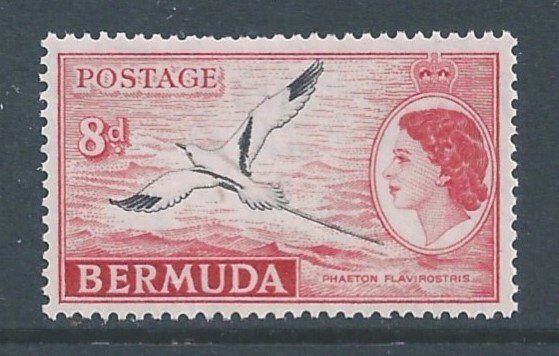 POSTAGE
8d
BERMUDA
PHAETON FLAVIROSTRIS